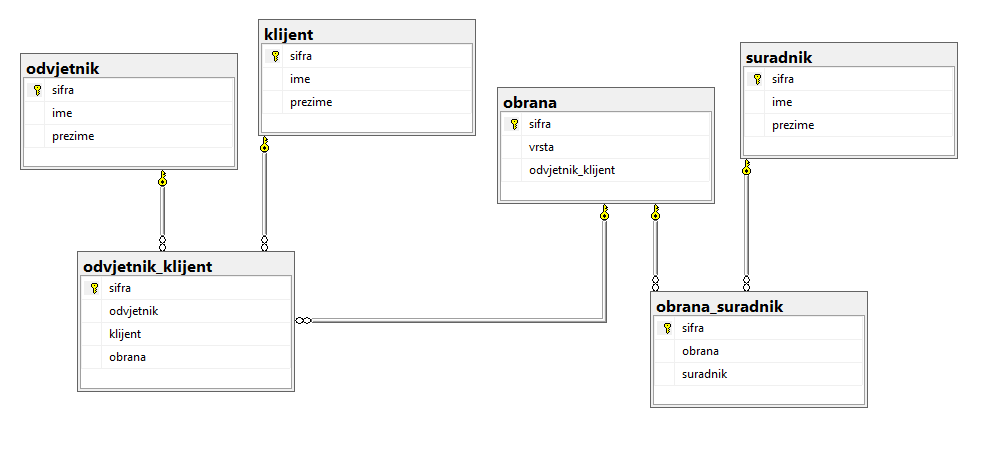 odvjetnik
sifra
ime
prezime
klijent
sifra
ime
prezime
obrana
sifra
vrsta
odvjetnik_klijent
suradnik
sifra
ime
prezime
odvjetnik_klijent
sifra
odvjetnik
klijent
obrana
obrana_suradnik
sifra
obrana
suradnik